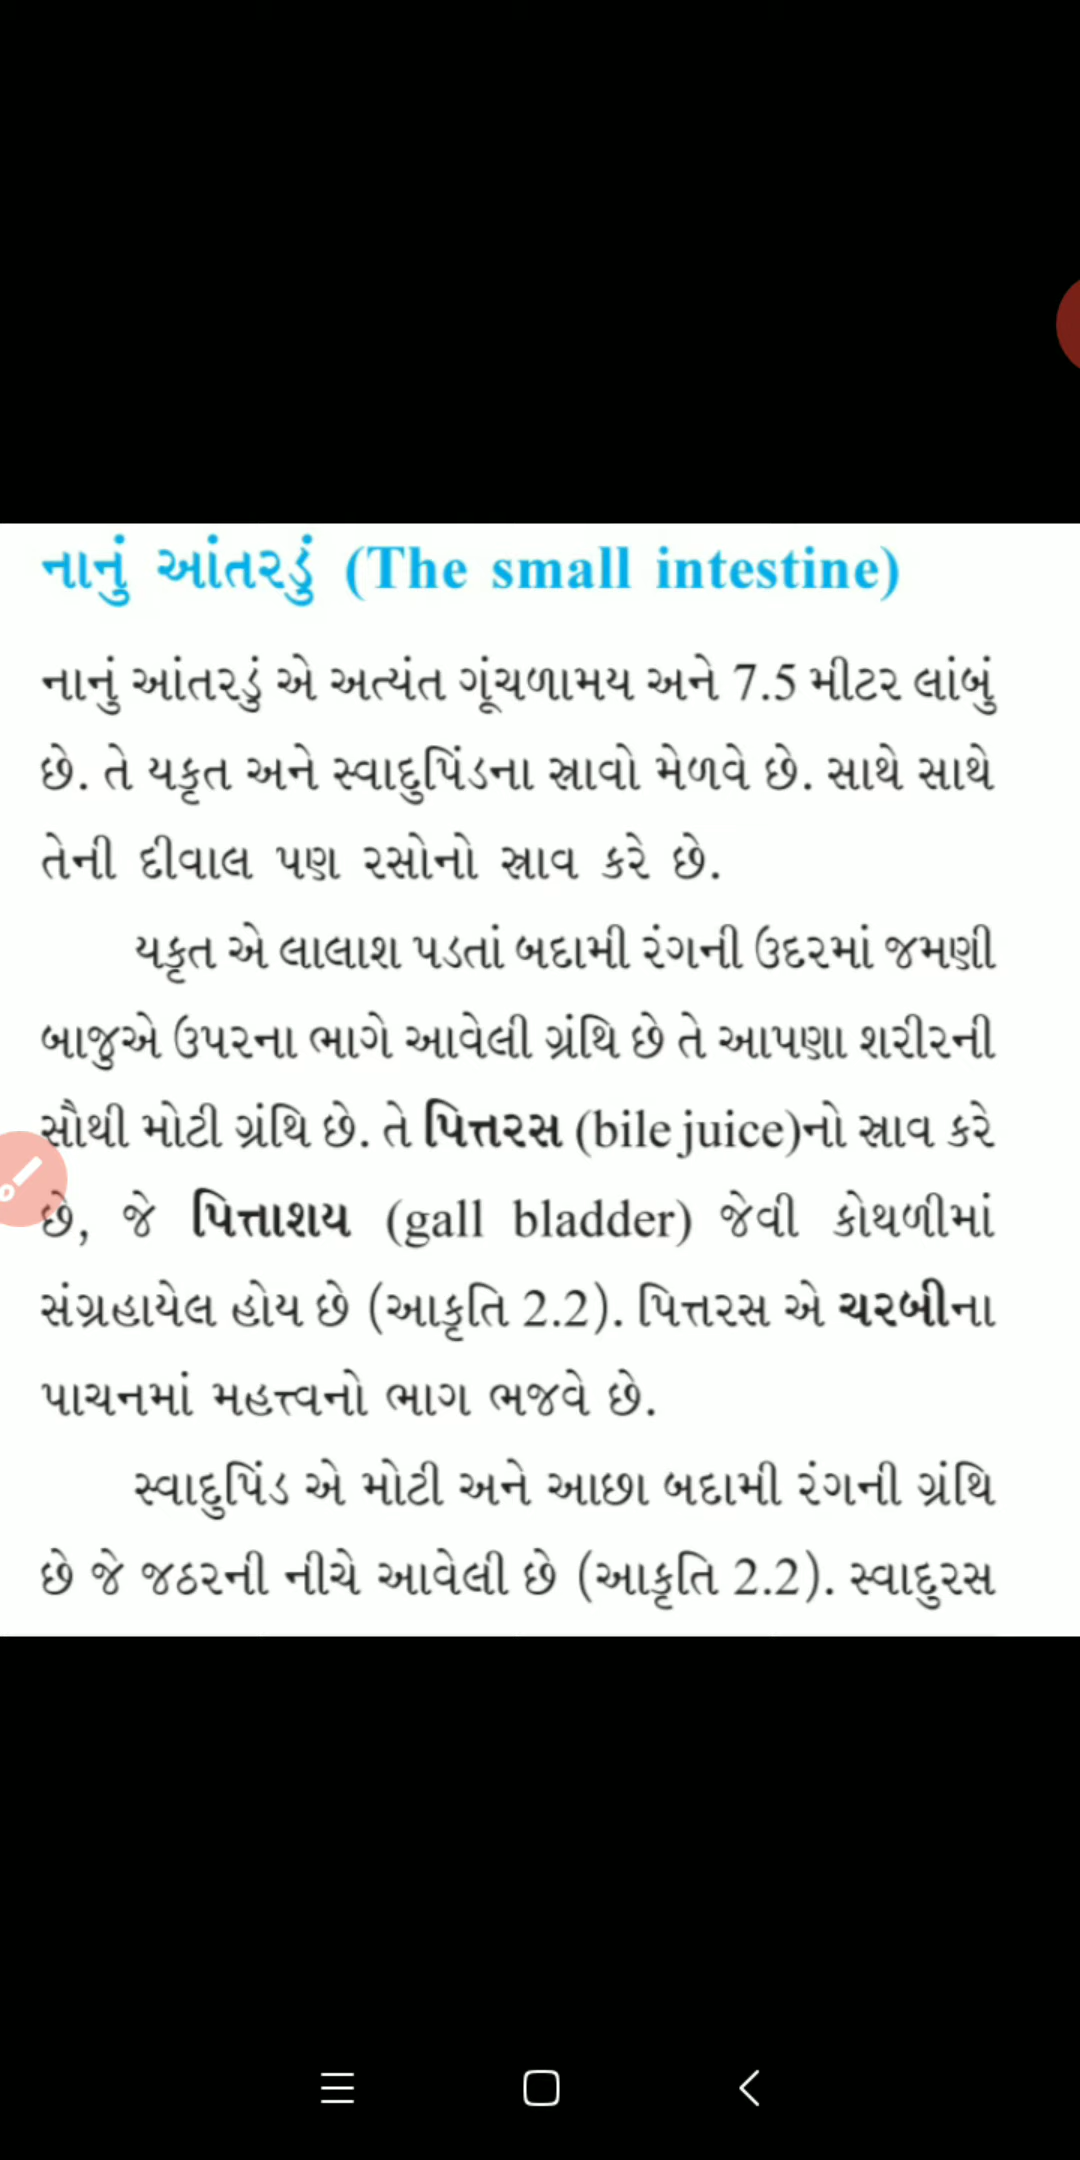 નાનું આંતરડું (The small intestine)
નાનું આંતરડું એ અત્યંત ગૂંચળામય અને 7.5 મીટર લાંબું
છે. તે યકૃત અને સ્વાદુપિંડના સ્રાવો મેળવે છે. સાથે સાથે
તેની દીવાલ પણ રસોનો સ્રાવ કરે છે.
યકૃત એ લાલાશ પડતાં બદામી રંગની ઉદરમાં જમણી
બાજુએ ઉપરના ભાગે આવેલી ગ્રંથિ છે તે આપણા શરીરની
સૌથી મોટી ગ્રંથિ છે. તે પિત્તરસ (bile juice)નો સ્રાવ કરે
છે, જે પિત્તાશય (gall bladder) જેવી કોથળીમાં
સંગ્રહાયેલ હોય છે (આકૃતિ 2.2). પિત્તરસ એ ચરબીના
પાચનમાં મહત્ત્વનો ભાગ ભજવે છે.
સ્વાદુપિંડ એ મોટી અને આછા બદામી રંગની ગ્રંથિ
છે જે જઠરની નીચે આવેલી છે (આકૃતિ 2.2). સ્વાદુરસ